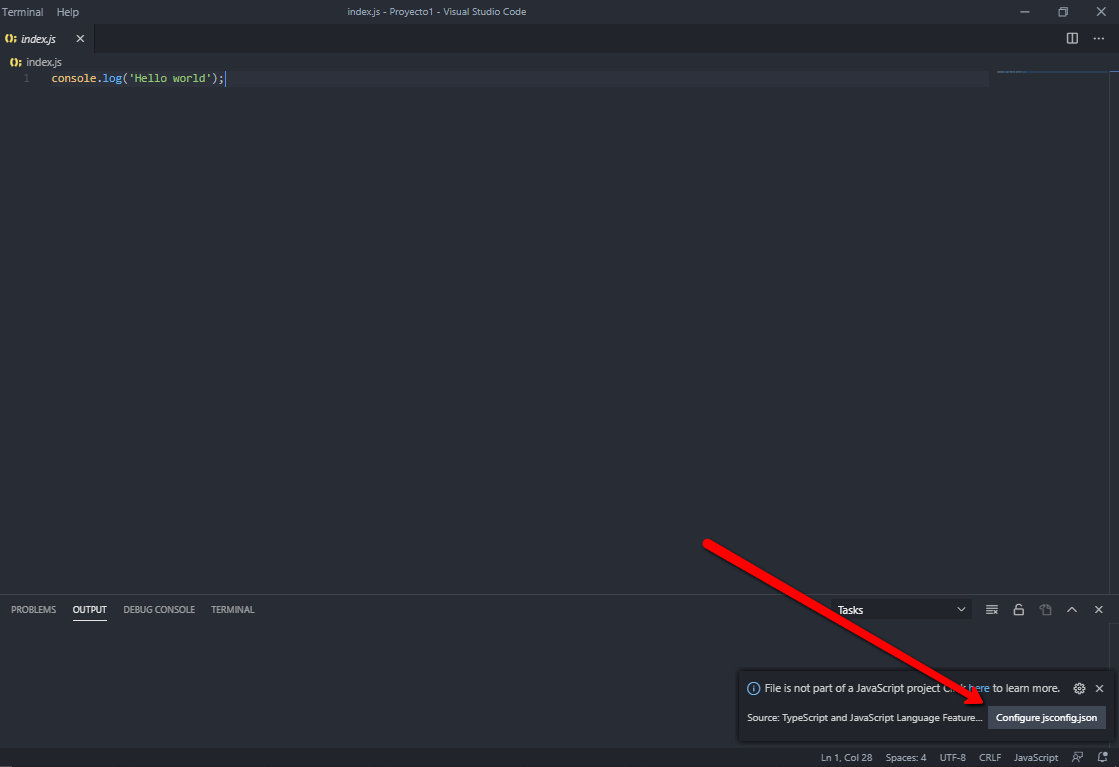 Terminal Help index.js - Proyecto1 - Visual Studio Code
index.js
index.js
1 console.log('Hello world');
PROBLEMS OUTPUT DEBUG CONSOLE TERMINAL Tasks
File is not part of a JavaScript project here to learn more.
Source: TypeScript and JavaScript Language Feature... Configure jsconfig.json
Ln 1, Col 28 Spaces: 4 UTF-8 CRLF JavaScript